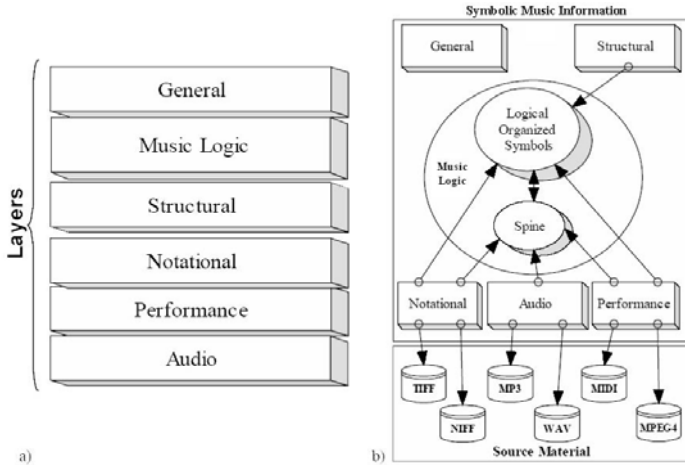 Layers
General
Music Logic
Structural
Notational
Performance
Audio
a)
Symbolic Music Information
General
Structural
Logical
Organized
Symbols
Music
Logic
Spine
Notational
Audio
Performance
TIFF
MP3
MIDI
NIFF
WAV
MPEG-4
Source Material
b)